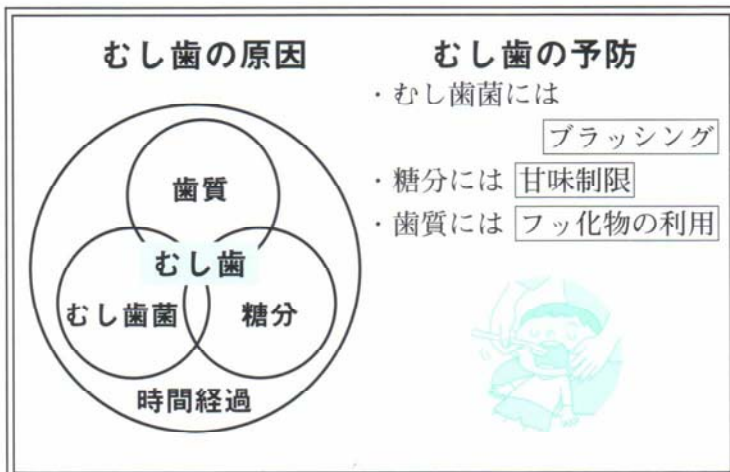 むし歯の原因
歯質
むし歯
むし歯菌
糖分
時間経過
むし歯の予防
・むし歯菌には
ブラッシング
・糖分には 甘味制限
・歯質には フッ化物の利用